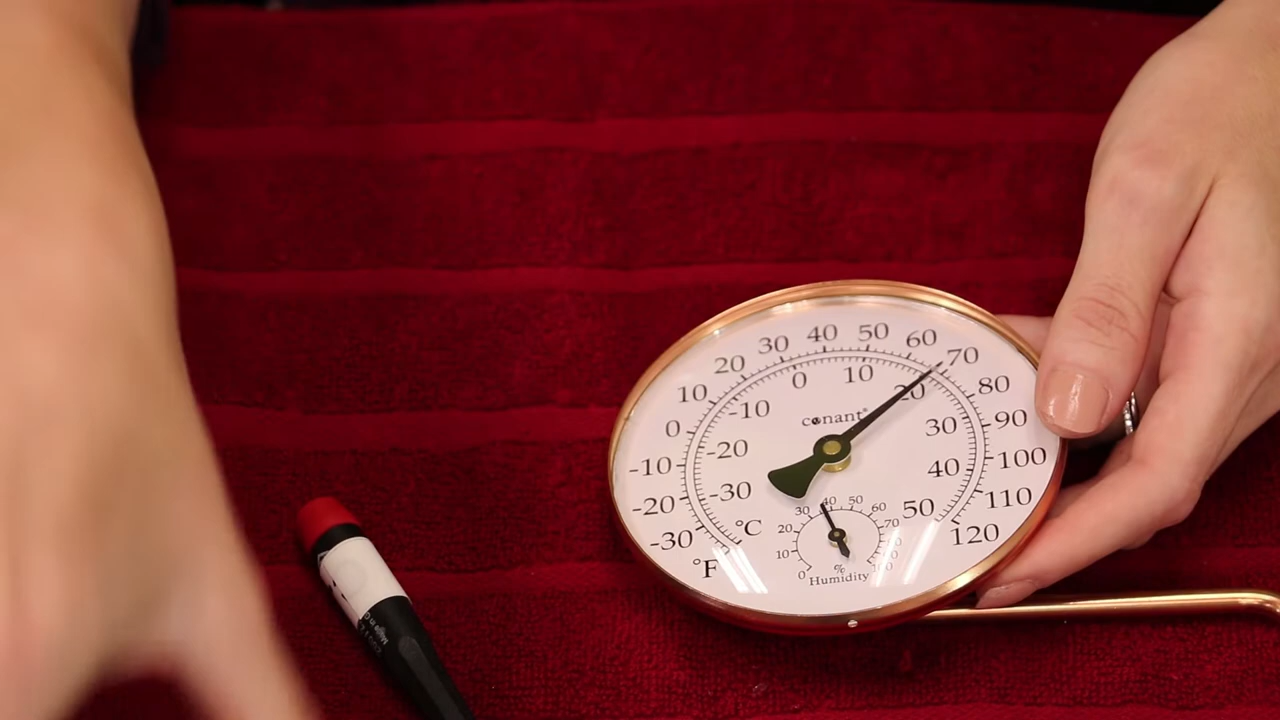 -30 -20 -10 0 10 20 30 40 50 60 70 80 90 100 110 120
-30 -20 -10 0 10 20 30 40 50
conant®
°C
°F
0 10 20 30 40 50 60 70
%
Humidity